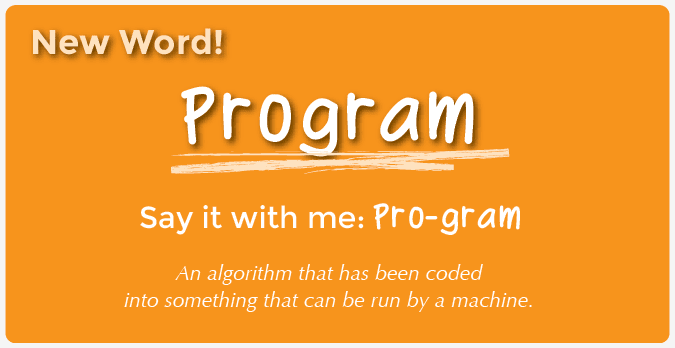 New Word!
Program
Say it with me: Pro-gram
An algorithm that has been coded
into something that can be run by a machine.